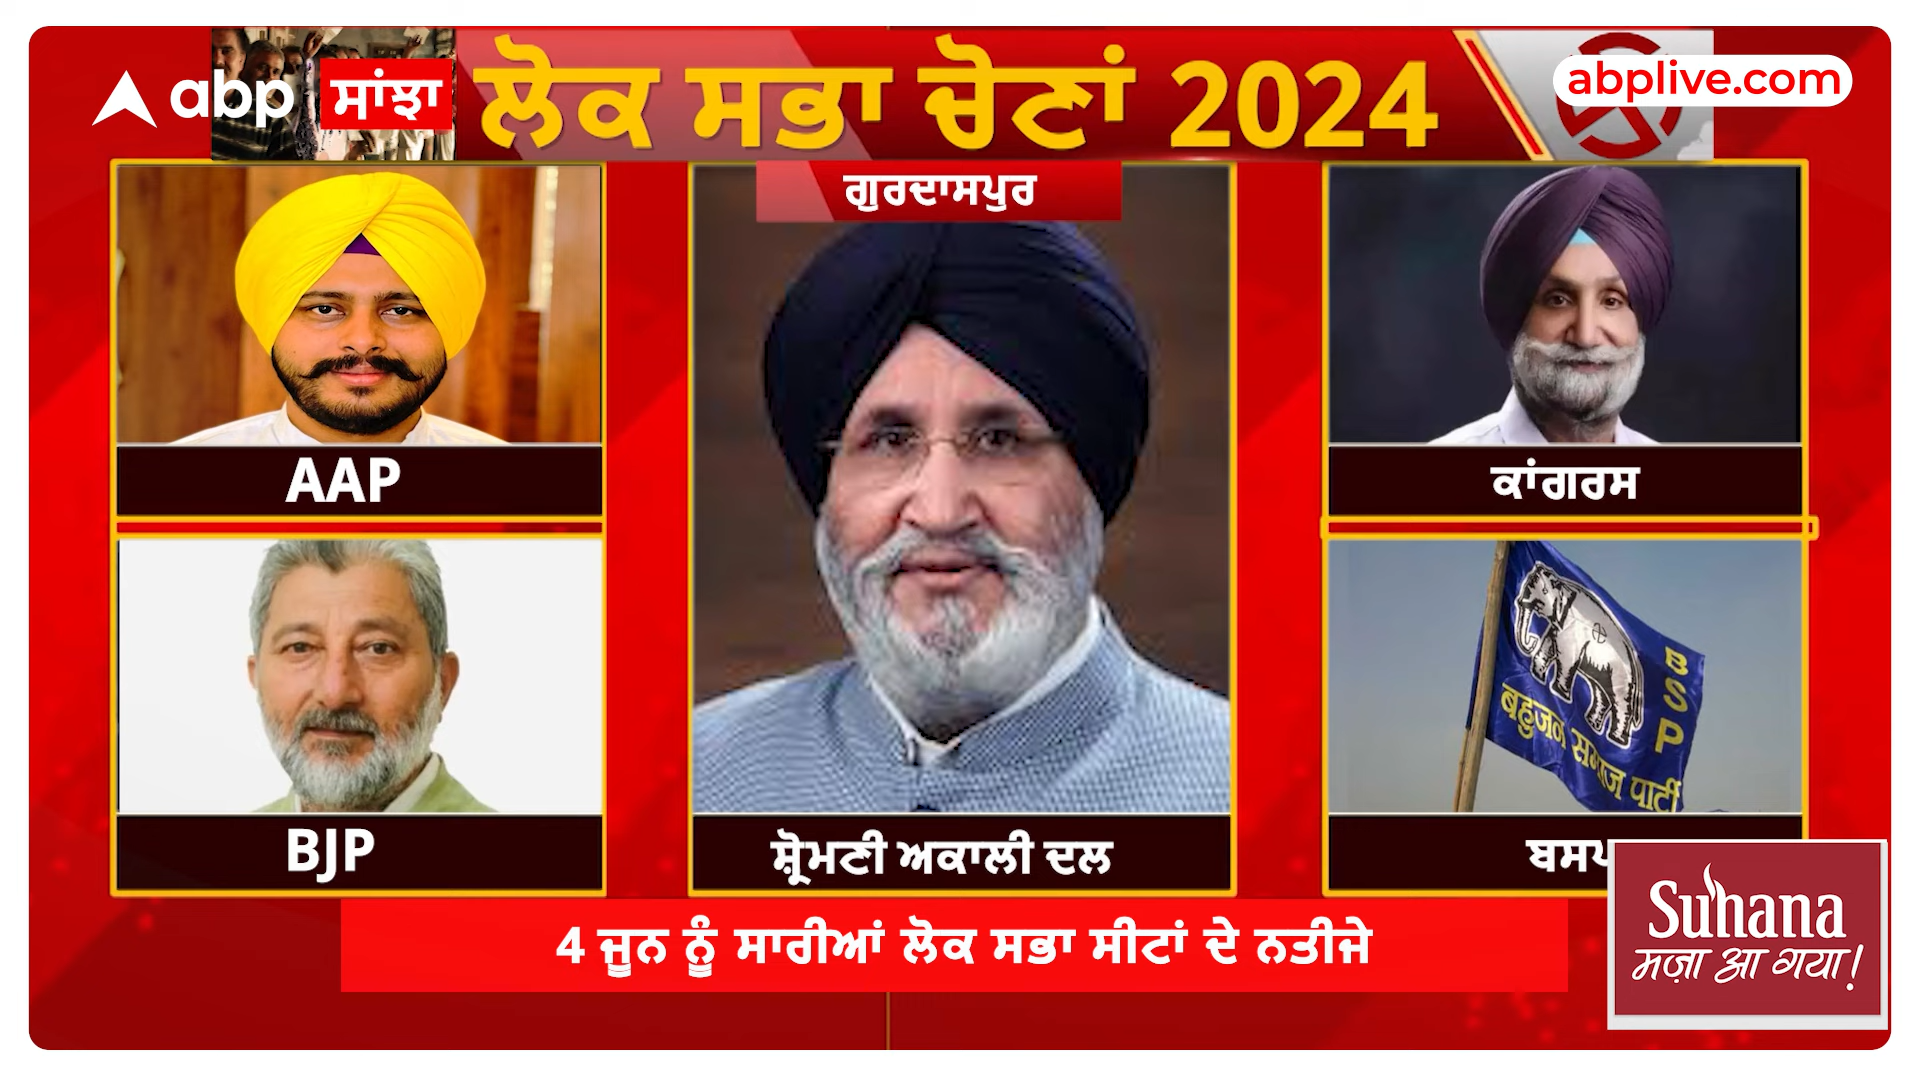 abp ਸਾਂਝਾ
ਲੋਕ ਸਭਾ ਚੋਣਾਂ 2024
abplive.com
ਗੁਰਦਾਸਪੁਰ
AAP
ਸ਼੍ਰੋਮਣੀ ਅਕਾਲੀ ਦਲ
ਕਾਂਗਰਸ
BJP
BSP
बहुजन समाज पार्टी
4 ਜੂਨ ਨੂੰ ਸਾਰੀਆਂ ਲੋਕ ਸਭਾ ਸੀਟਾਂ ਦੇ ਨਤੀਜੇ
Suhana
मज़ा आ गया!